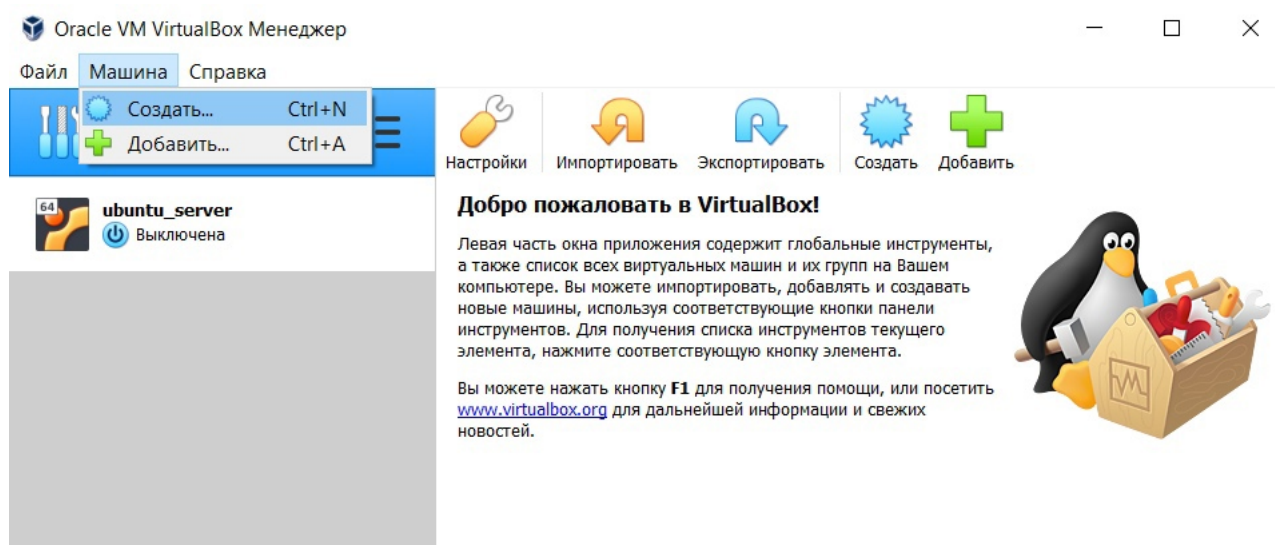 Oracle VM VirtualBox Менеджер
Файл Машина Справка
Создать... Ctrl+N
Добавить... Ctrl+A
Настройки Импортировать Экспортировать Создать Добавить
64
ubuntu_server
Выключена
Добро пожаловать в VirtualBox!
Левая часть окна приложения содержит глобальные инструменты,
а также список всех виртуальных машин и их групп на Вашем
компьютере. Вы можете импортировать, добавлять и создавать
новые машины, используя соответствующие кнопки панели
инструментов. Для получения списка инструментов текущего
элемента, нажмите соответствующую кнопку элемента.
Вы можете нажать кнопку F1 для получения помощи, или посетить
www.virtualbox.org для дальнейшей информации и свежих
новостей.